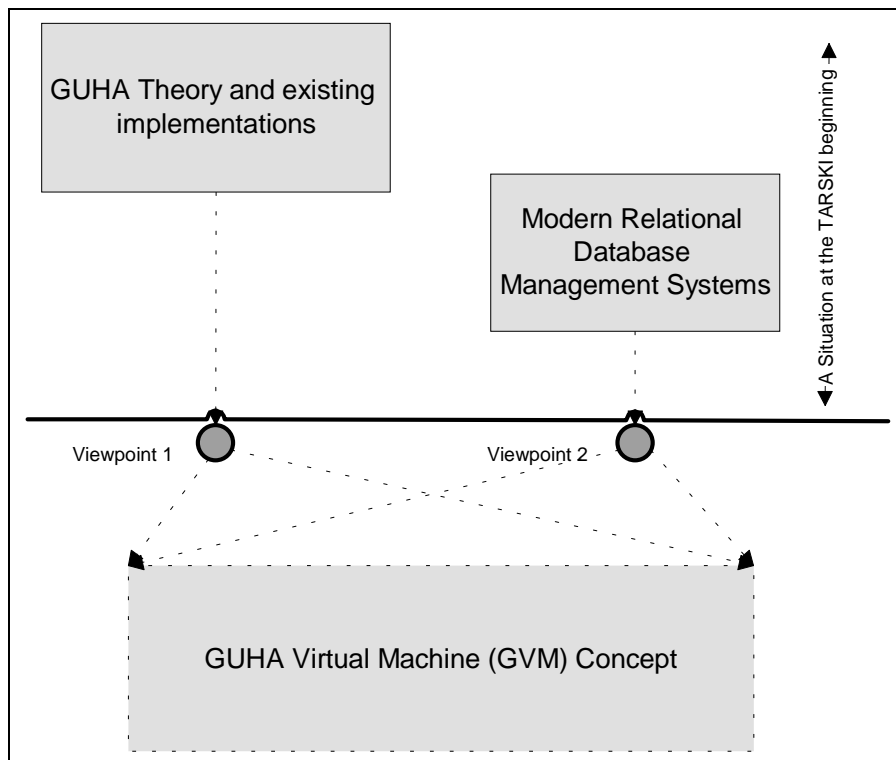 GUHA Theory and existing
implementations
Modern Relational
Database
Management Systems
A Situation at the TARSKI beginning
Viewpoint 1
Viewpoint 2
GUHA Virtual Machine (GVM) Concept